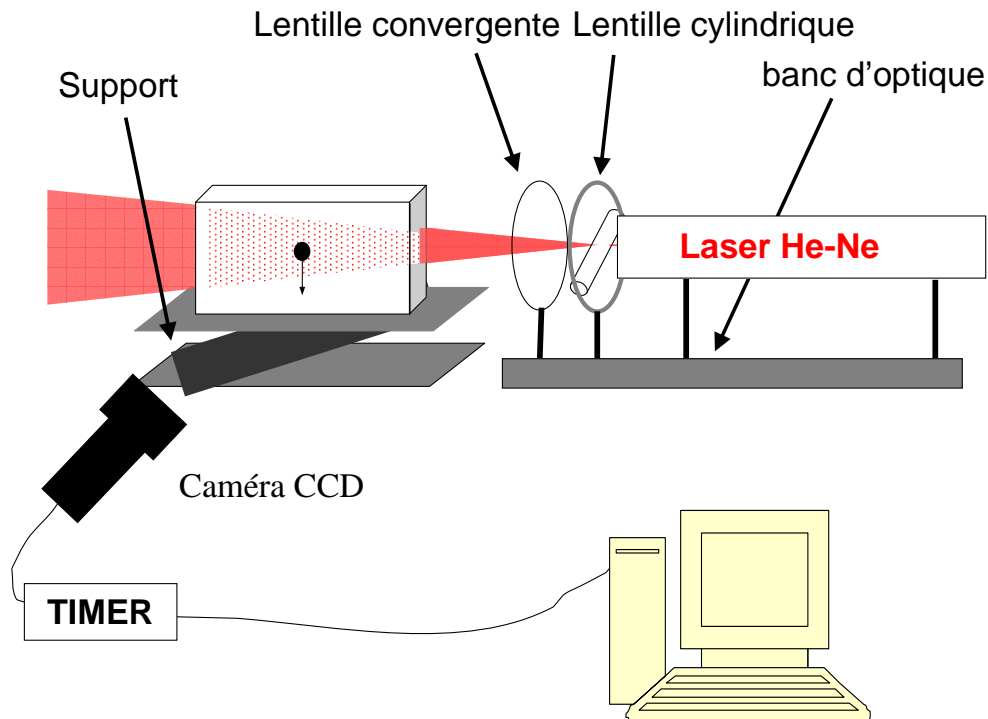 Lentille convergente
Lentille cylindrique
Support
banc d'optique
Laser He-Ne
Caméra CCD
TIMER